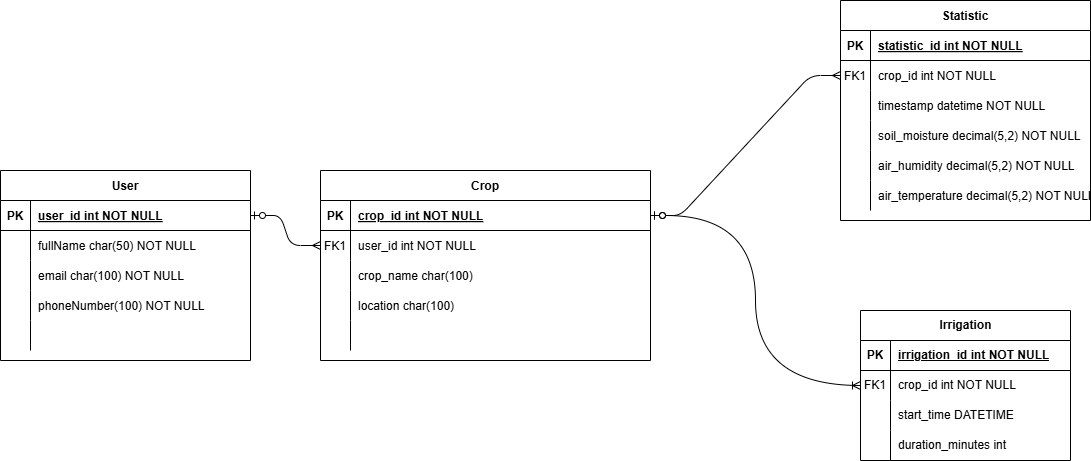 Statistic
PK statistic_id int NOT NULL
FK1 crop_id int NOT NULL
timestamp datetime NOT NULL
soil_moisture decimal(5,2) NOT NULL
air_humidity decimal(5,2) NOT NULL
air_temperature decimal(5,2) NOT NUL
User
PK user_id int NOT NULL
fullName char(50) NOT NULL
email char(100) NOT NULL
phoneNumber(100) NOT NULL
Crop
PK crop_id int NOT NULL
FK1 user_id int NOT NULL
crop_name char(100)
location char(100)
Irrigation
PK irrigation_id int NOT NULL
FK1 crop_id int NOT NULL
start_time DATETIME
duration_minutes int